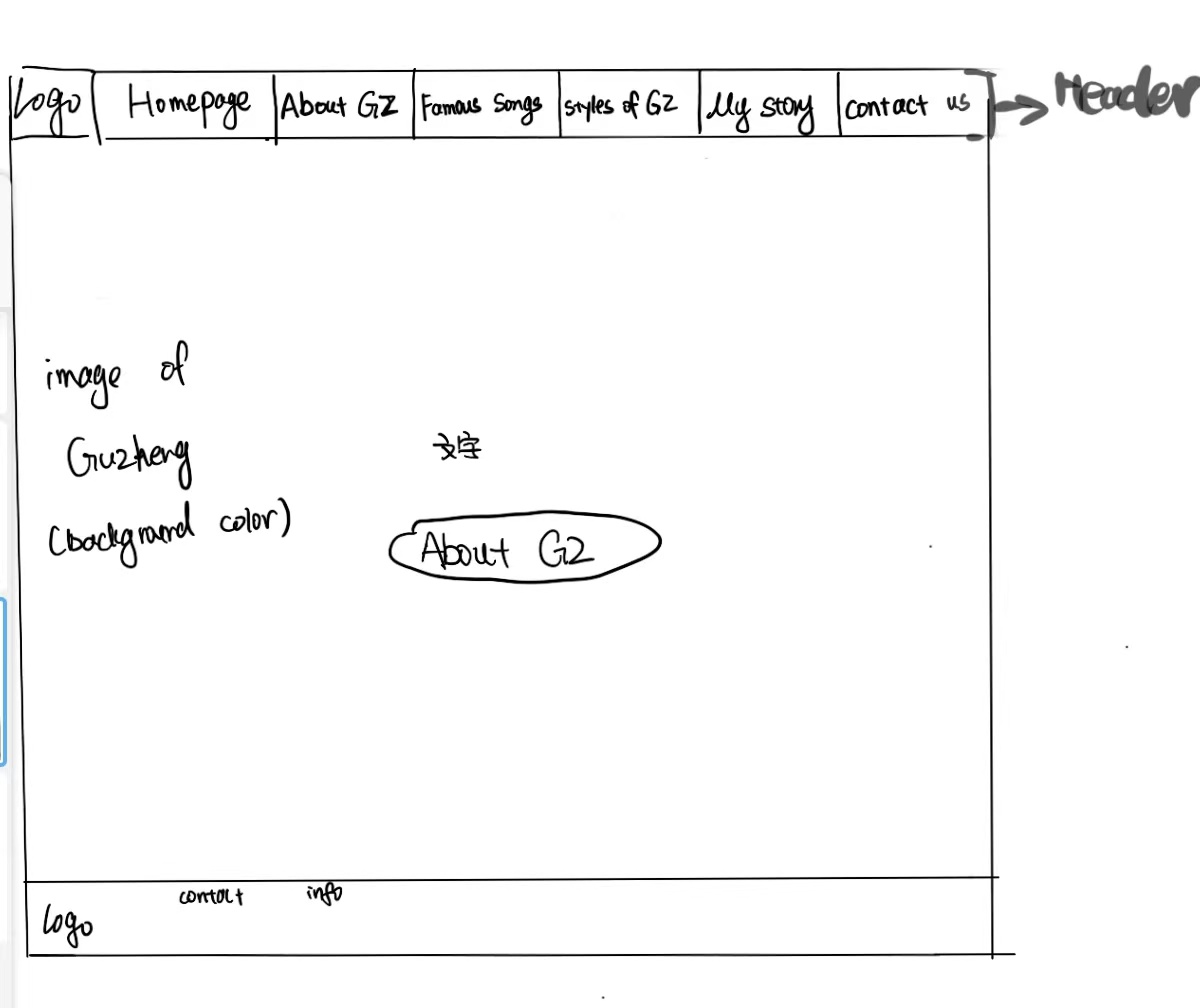 Logo Homepage About GZ Famous Songs Styles of GZ My story contact us Header
image of
Guzheng
文字
(background color)
About GZ
contact info
Logo